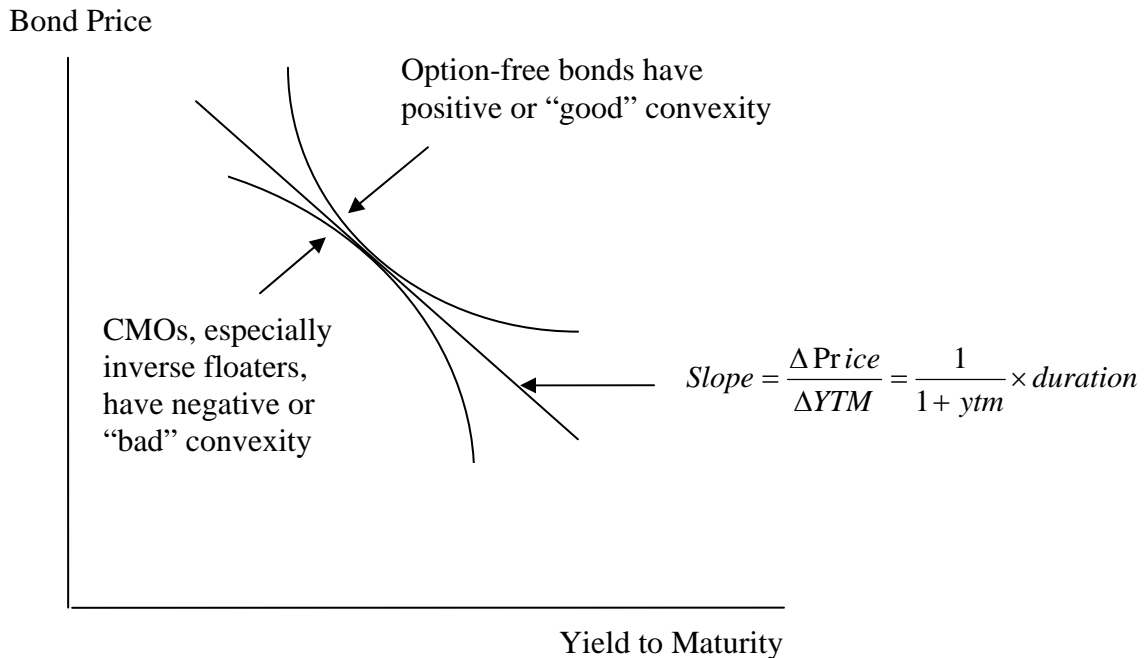 Bond Price
Option-free bonds have
positive or “good” convexity
CMOs, especially
inverse floaters,
have negative or
“bad” convexity
Slope = ΔPrice / ΔYTM = 1 / (1 + ytm) × duration
Yield to Maturity